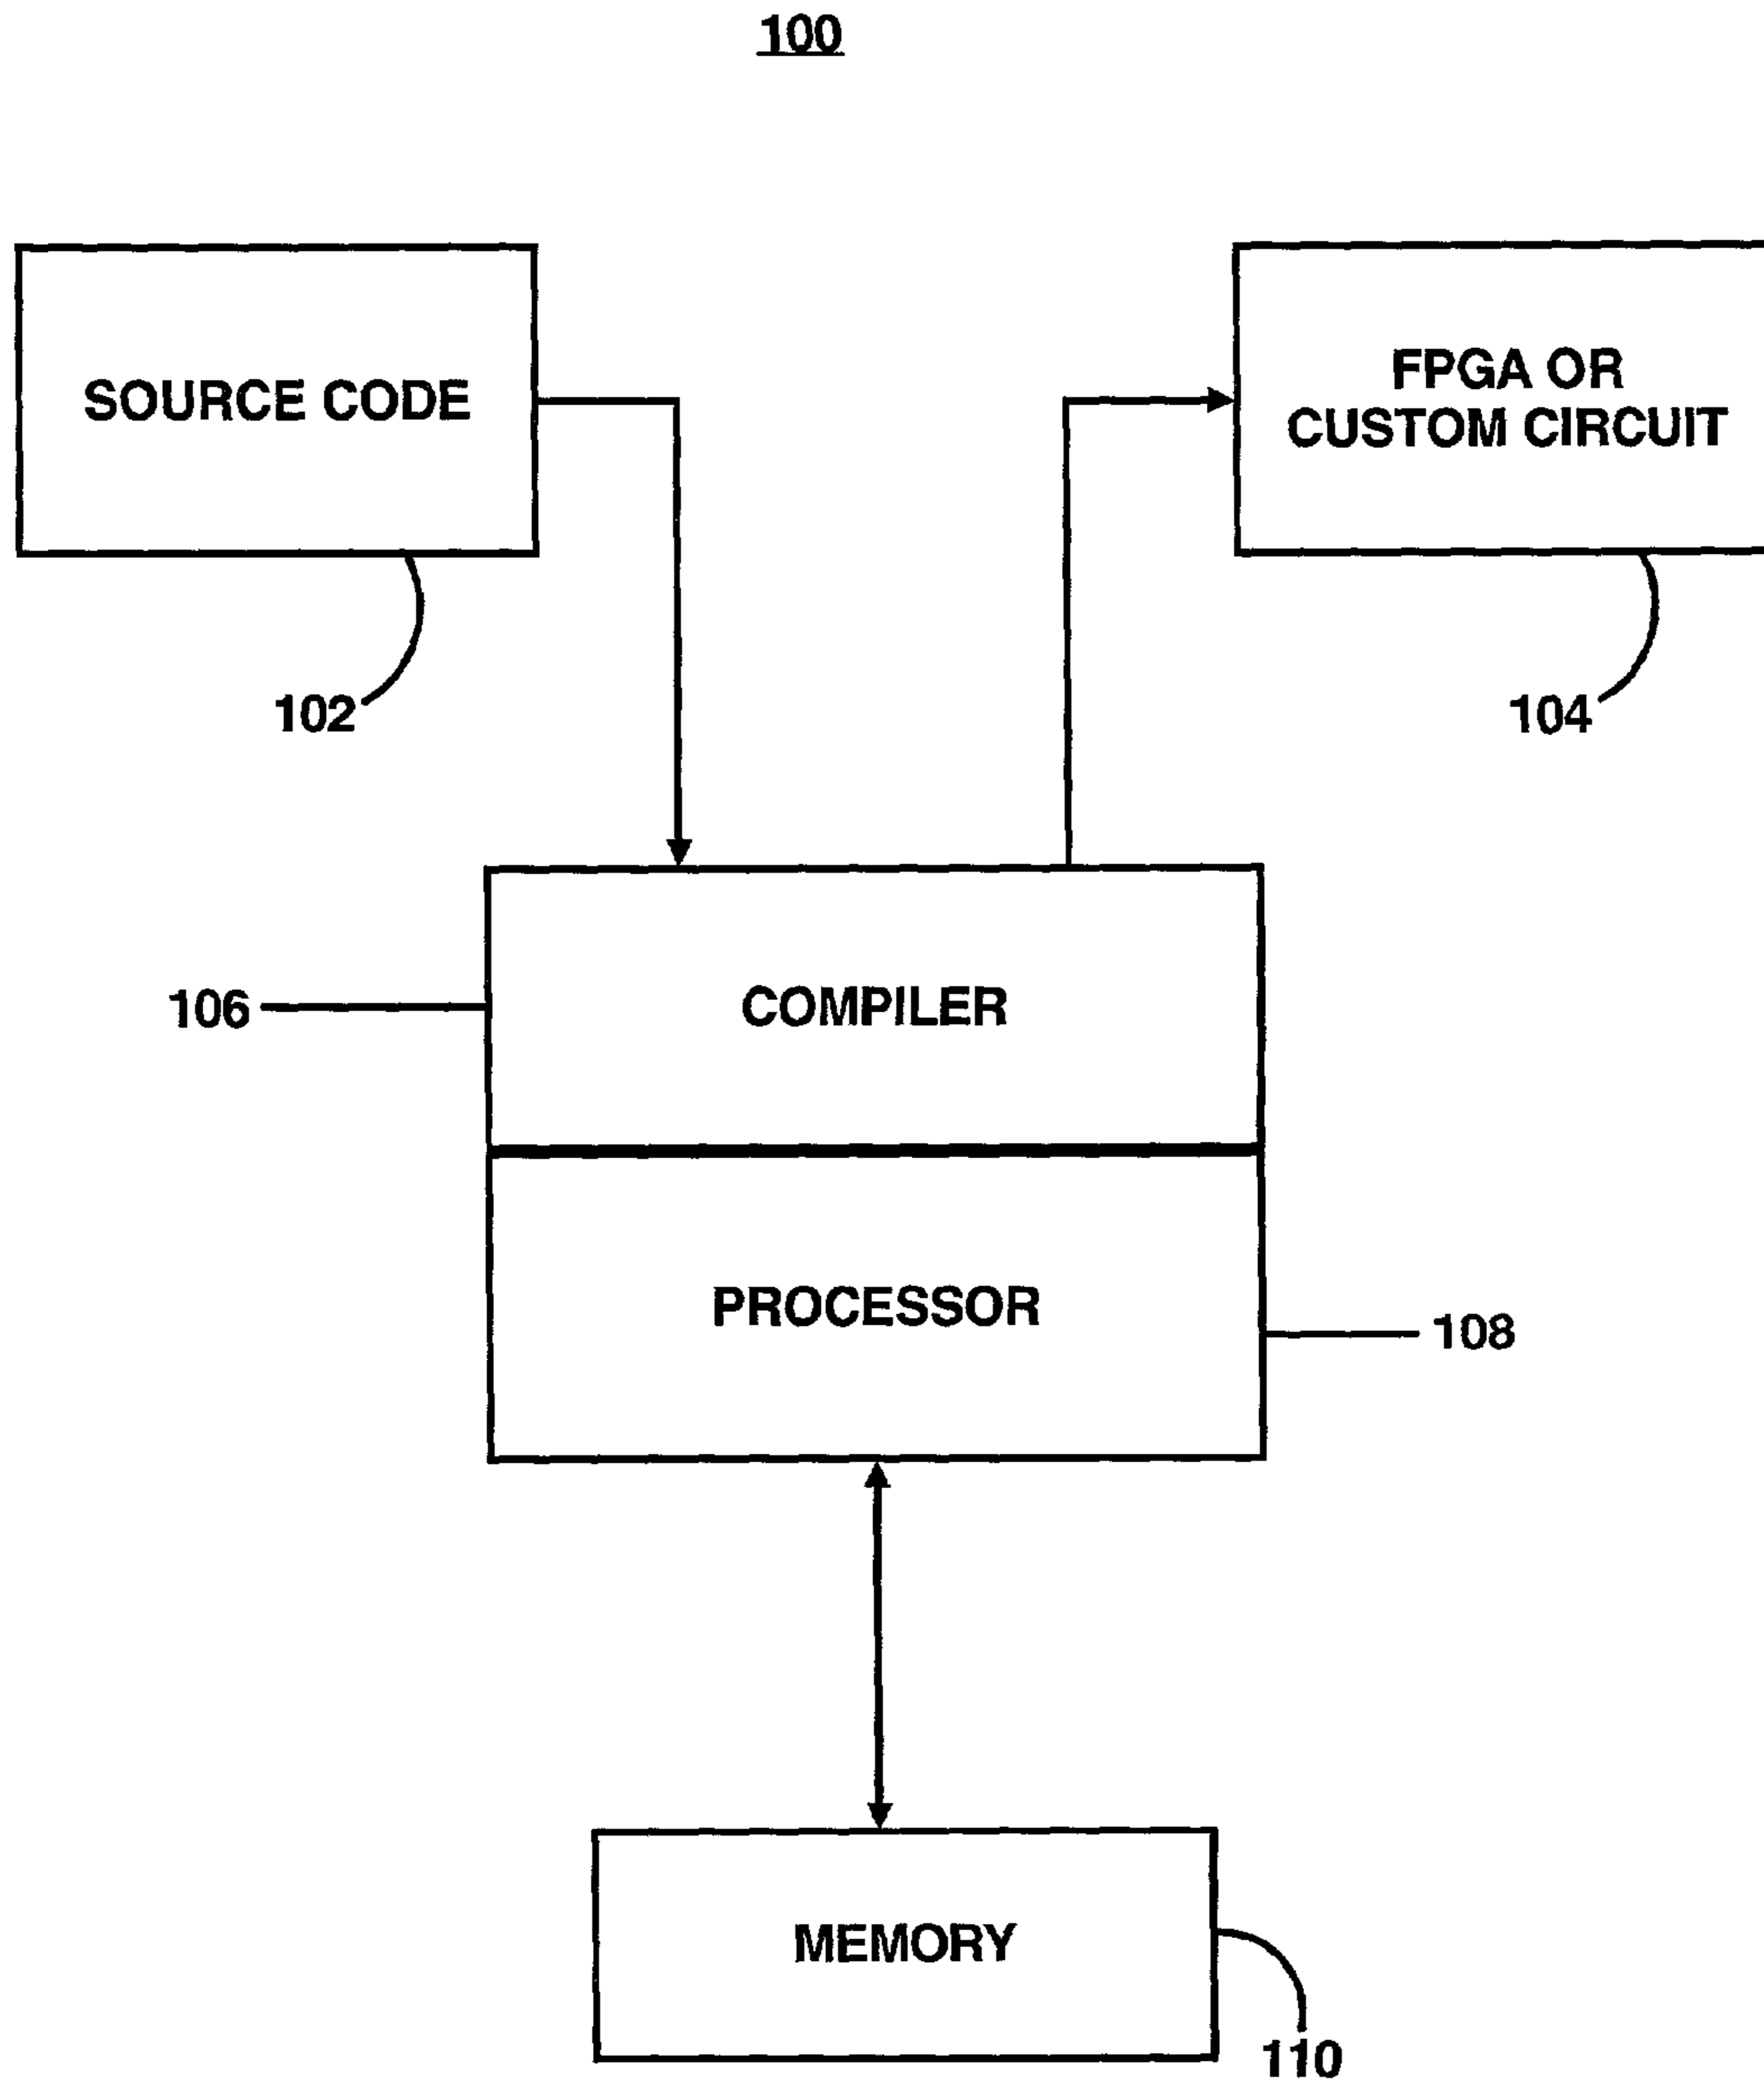 100
SOURCE CODE
FPGA OR
CUSTOM CIRCUIT
102
104
106
COMPILER
PROCESSOR
108
MEMORY
110